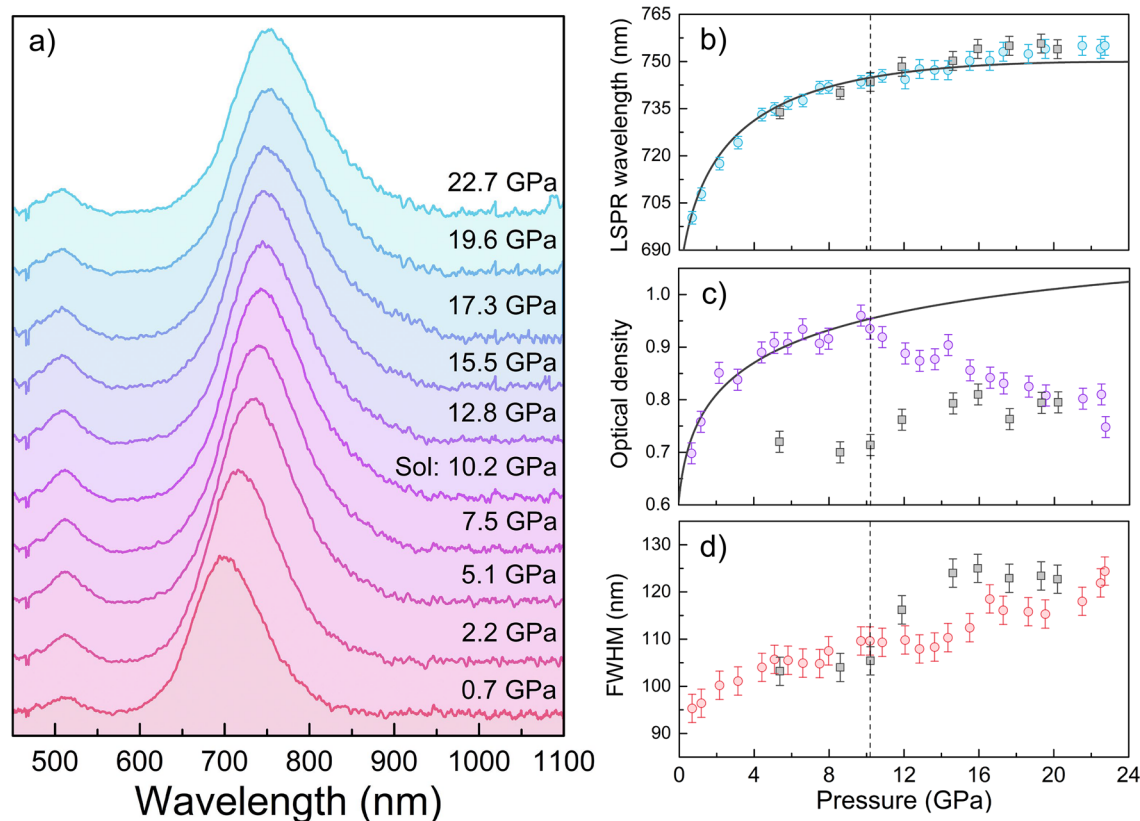 a)
22.7 GPa
19.6 GPa
17.3 GPa
15.5 GPa
12.8 GPa
Sol: 10.2 GPa
7.5 GPa
5.1 GPa
2.2 GPa
0.7 GPa
500 600 700 800 900 1000 1100
Wavelength (nm)
b)
765
750
735
720
705
690
LSPR wavelength (nm)
c)
1.0
0.9
0.8
0.7
0.6
Optical density
d)
130
120
110
100
90
FWHM (nm)
0 4 8 12 16 20 24
Pressure (GPa)